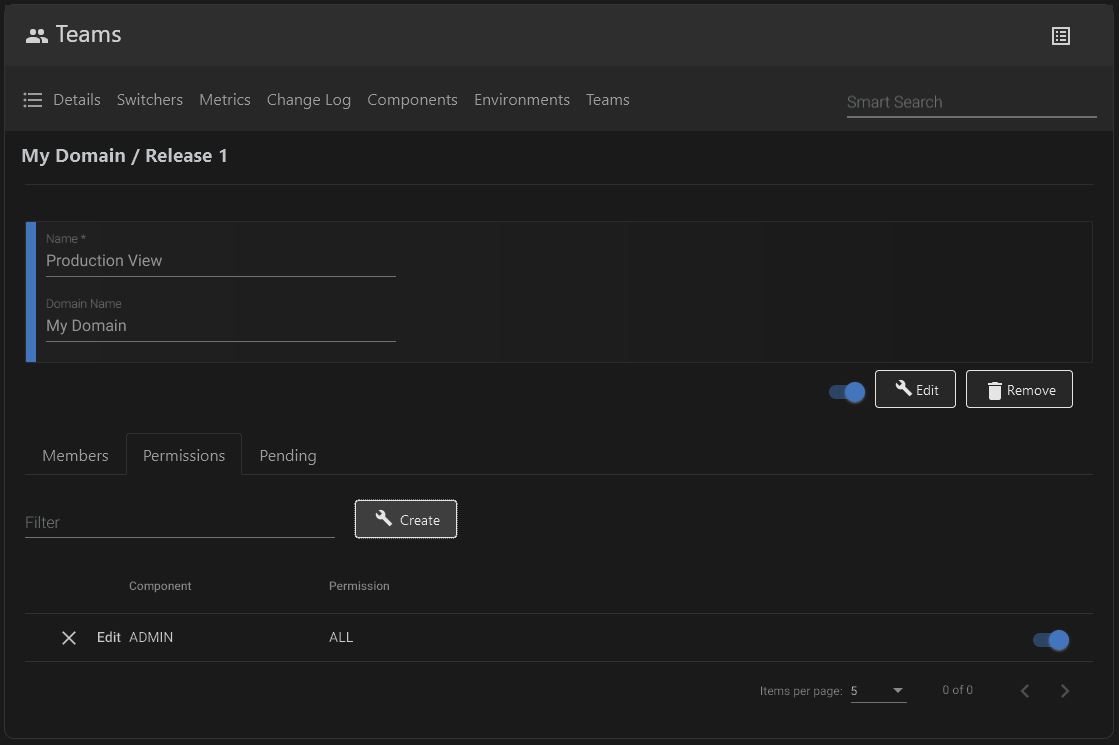 Teams
Details Switchers Metrics Change Log Components Environments Teams Smart Search
My Domain / Release 1
Name *
Production View
Domain Name
My Domain
Edit Remove
Members Permissions Pending
Filter Create
Component Permission
Edit ADMIN ALL
Items per page: 5 0 of 0